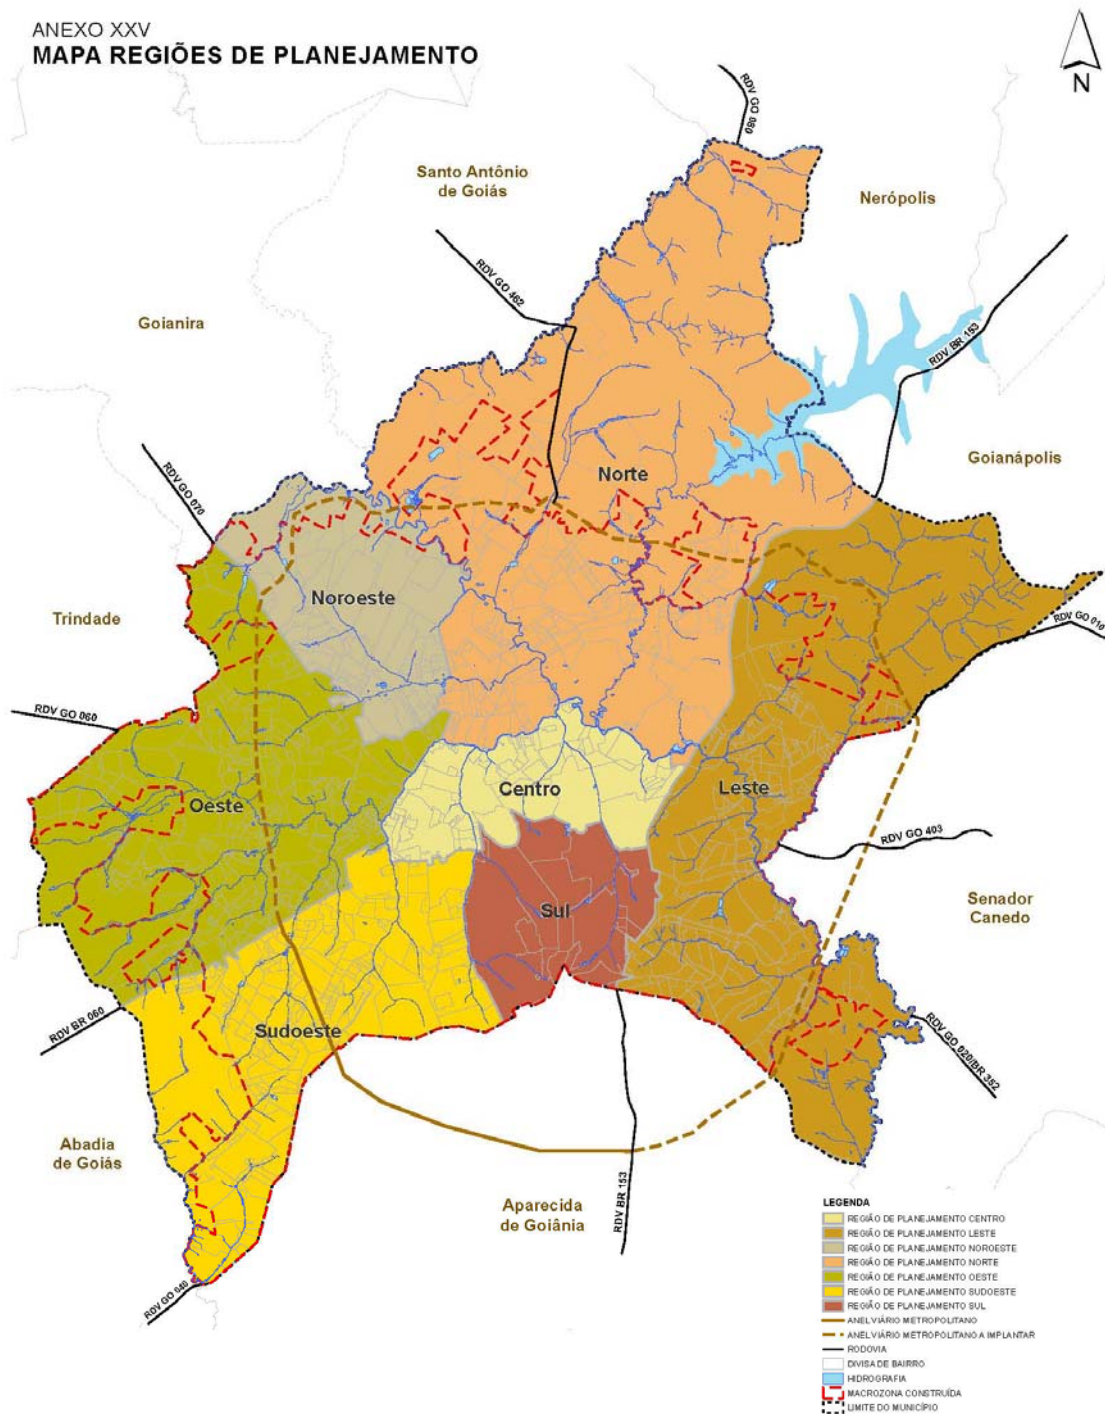 ANEXO XXV
MAPA REGIÕES DE PLANEJAMENTO
N
RDV GO 080
Santo Antônio
de Goiás
Nerópolis
RDV GO 462
Goianira
RDV BR 153
Goianápolis
RDV GO 070
Norte
Noroeste
Trindade
RDV GO 010
RDV GO 060
Centro
Leste
Oeste
RDV GO 403
Senador
Canedo
Sul
Sudoeste
RDV BR 060
RDV GO 020/BR 352
Abadia
de Goiás
Aparecida
de Goiânia
RDV BR 153
RDV GO 040
LEGENDA
REGIÃO DE PLANEJAMENTO CENTRO
REGIÃO DE PLANEJAMENTO LESTE
REGIÃO DE PLANEJAMENTO NOROESTE
REGIÃO DE PLANEJAMENTO NORTE
REGIÃO DE PLANEJAMENTO OESTE
REGIÃO DE PLANEJAMENTO SUDOESTE
REGIÃO DE PLANEJAMENTO SUL
ANEL VIÁRIO METROPOLITANO
ANEL VIÁRIO METROPOLITANO A IMPLANTAR
RODOVIA
DIVISA DE BAIRRO
HIDROGRAFIA
MACROZONA CONSTRUÍDA
LIMITE DO MUNICÍPIO